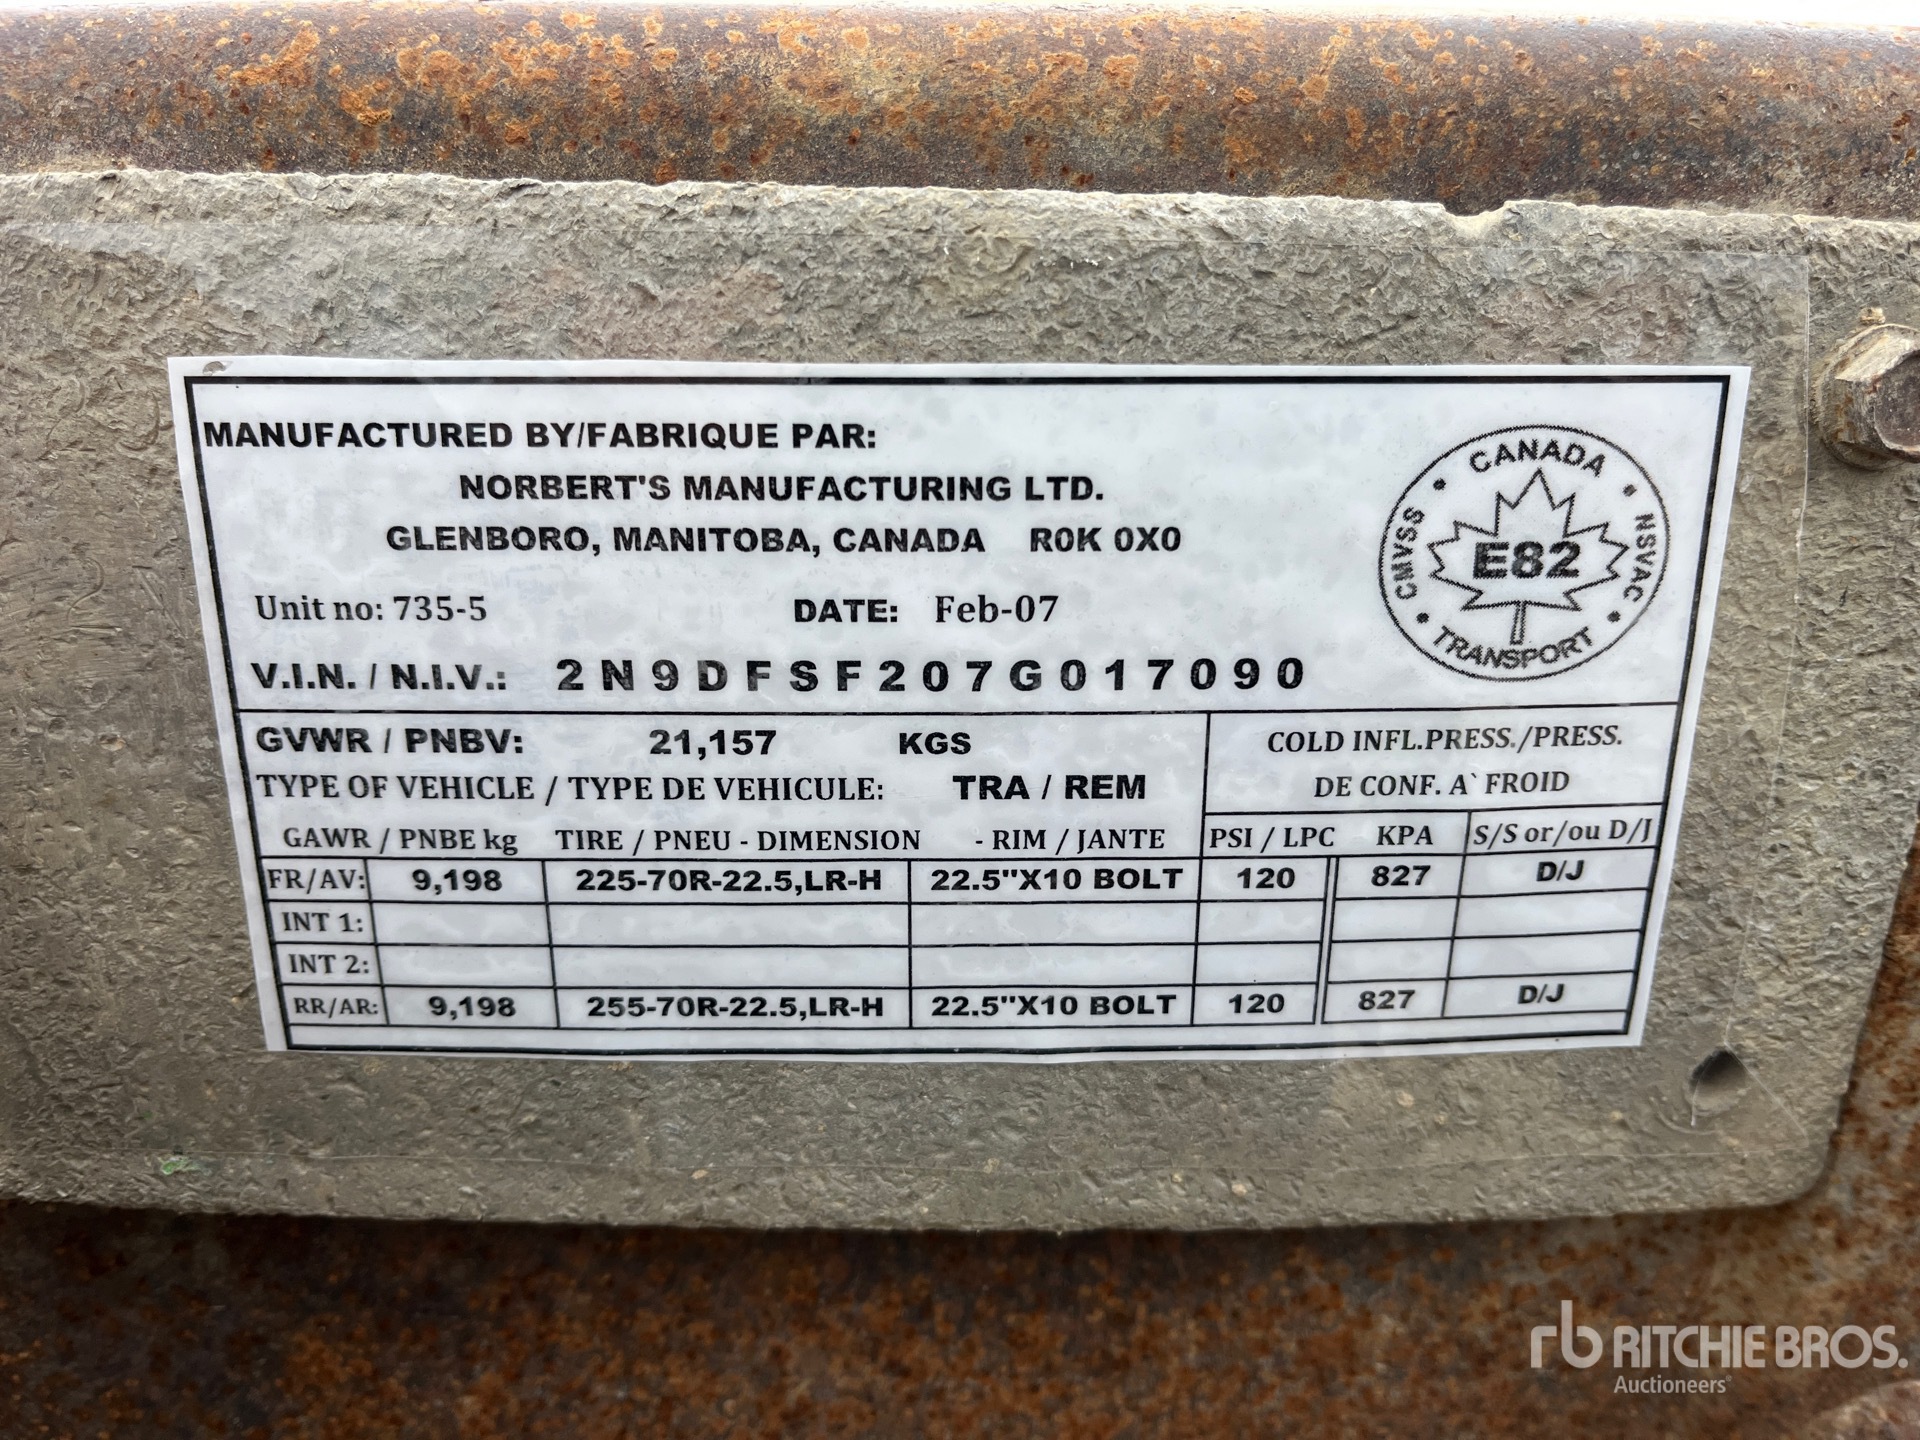 MANUFACTURED BY/FABRIQUE PAR:
NORBERT'S MANUFACTURING LTD.
GLENBORO, MANITOBA, CANADA R0K 0X0
Unit no: 735-5 DATE: Feb-07
V.I.N. / N.I.V.: 2N9DFSF207G017090
CANADA
CMVSS
E82
NSVAC
TRANSPORT
GVWR / PNBV: 21,157 KGS
COLD INFL.PRESS./PRESS.
TYPE OF VEHICLE / TYPE DE VEHICULE: TRA / REM
DE CONF. A` FROID
GAWR / PNBE kg TIRE / PNEU - DIMENSION - RIM / JANTE PSI / LPC KPA S/S or/ou D/J
FR/AV: 9,198 225-70R-22.5,LR-H 22.5"X10 BOLT 120 827 D/J
INT 1:
INT 2:
RR/AR: 9,198 255-70R-22.5,LR-H 22.5"X10 BOLT 120 827 D/J
rb RITCHIE BROS.
Auctioneers